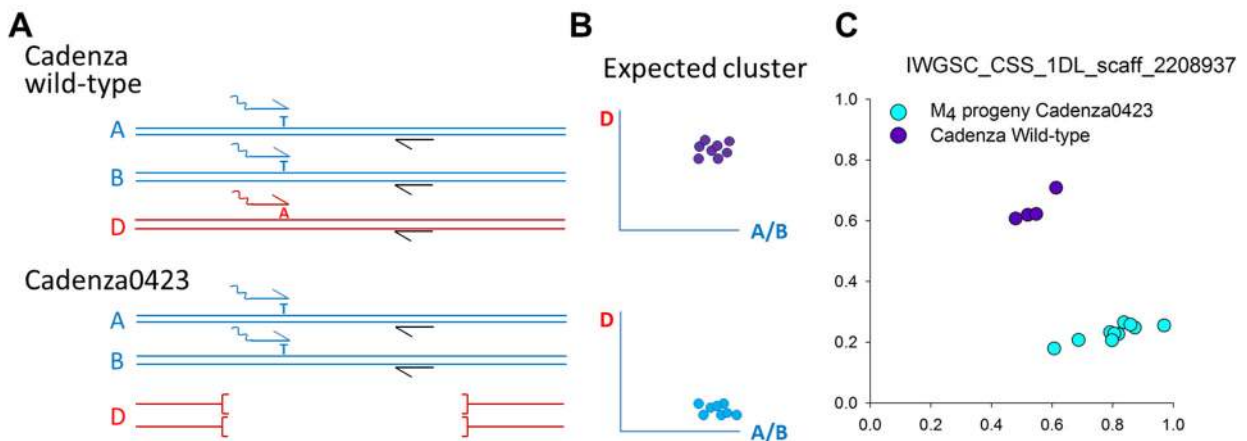 A
Cadenza
wild-type
T
A
T
B
A
D
Cadenza0423
T
A
T
B
D
B
Expected cluster
D
A/B
D
A/B
C
IWGSC_CSS_1DL_scaff_2208937
1.0
M4 progeny Cadenza0423
Cadenza Wild-type
0.8
0.6
0.4
0.2
0.0
0.0 0.2 0.4 0.6 0.8 1.0